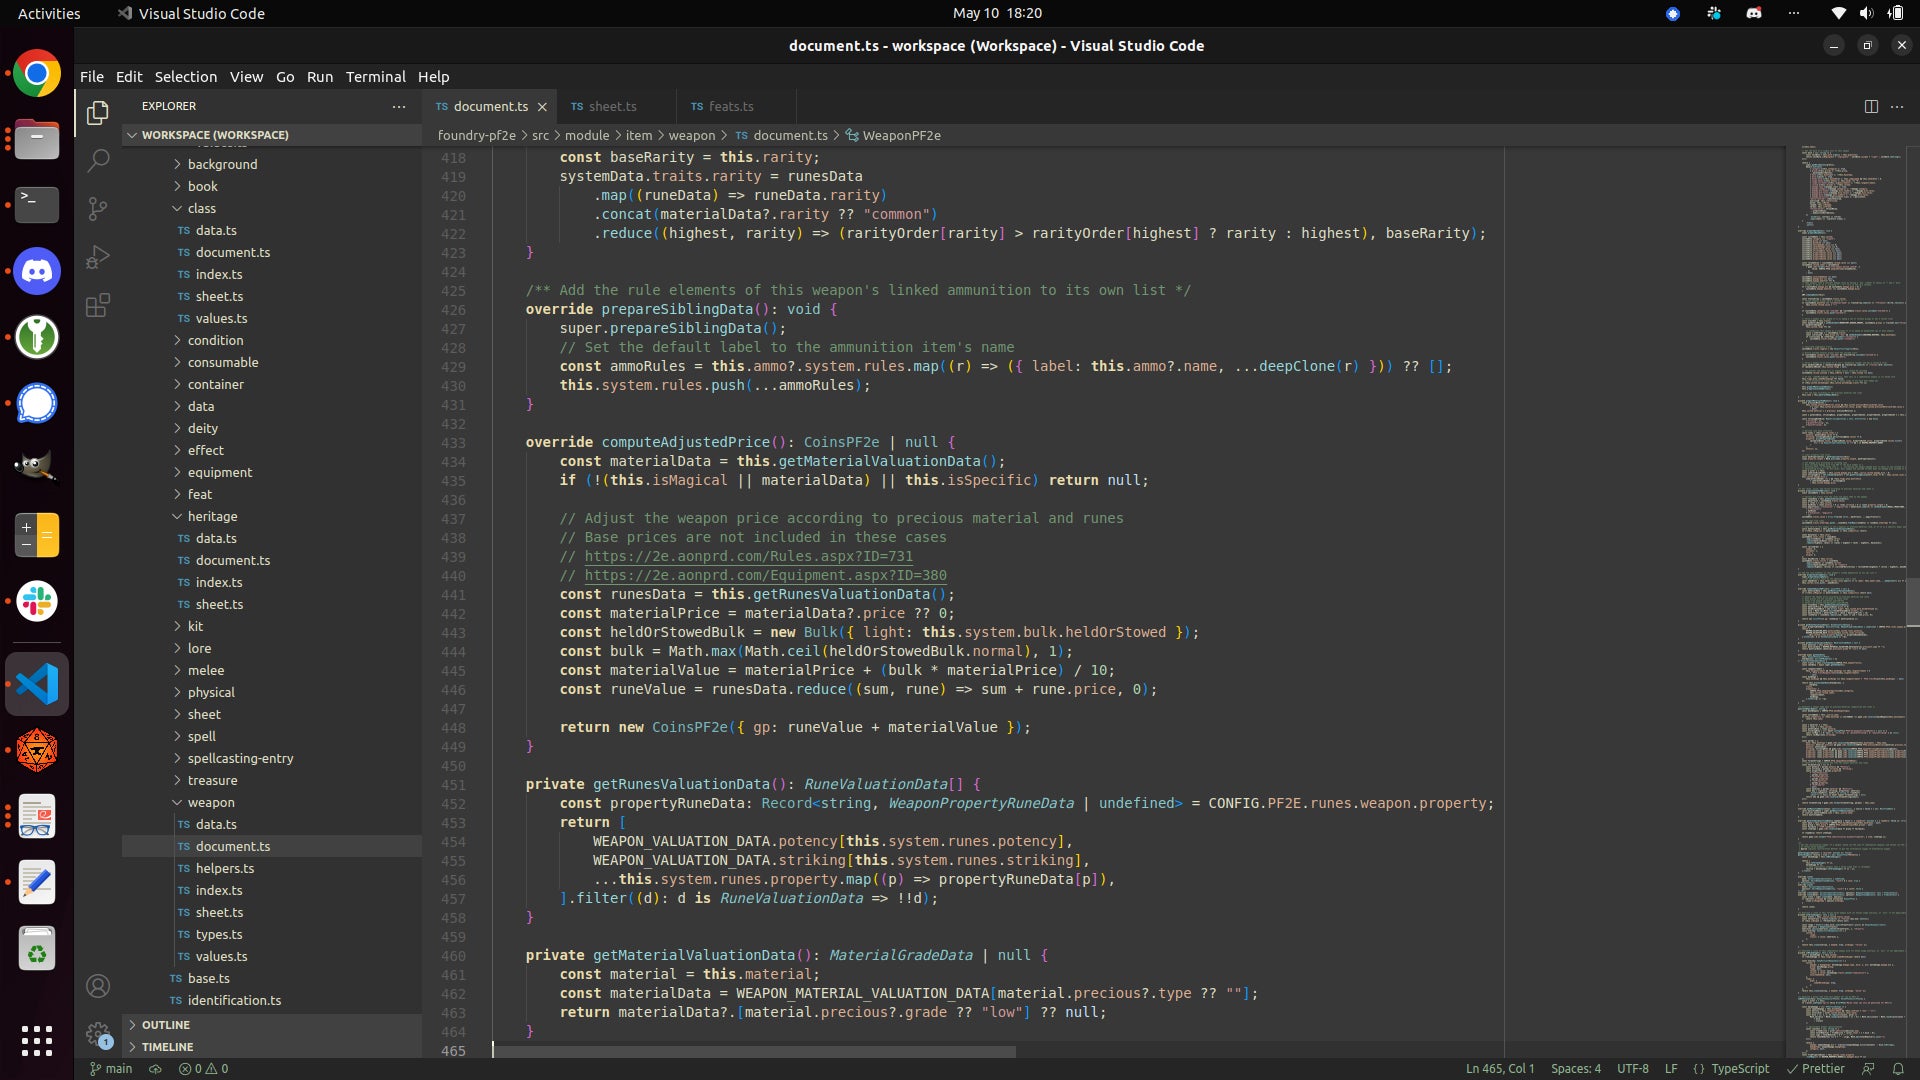 Activities
Visual Studio Code
May 10 18:20
document.ts - workspace (Workspace) - Visual Studio Code
File Edit Selection View Go Run Terminal Help
EXPLORER
WORKSPACE (WORKSPACE)
background
book
class
TS data.ts
TS document.ts
TS index.ts
TS sheet.ts
TS values.ts
condition
consumable
container
data
deity
effect
equipment
feat
heritage
TS data.ts
TS document.ts
TS index.ts
TS sheet.ts
kit
lore
melee
physical
sheet
spell
spellcasting-entry
treasure
weapon
TS data.ts
TS document.ts
TS helpers.ts
TS index.ts
TS sheet.ts
TS types.ts
TS values.ts
TS base.ts
TS identification.ts
OUTLINE
TIMELINE
TS document.ts
TS sheet.ts
TS feats.ts
foundry-pf2e > src > module > item > weapon > TS document.ts > WeaponPF2e
418 const baseRarity = this.rarity;
419 systemData.traits.rarity = runesData
420 .map((runeData) => runeData.rarity)
421 .concat(materialData?.rarity ?? "common")
422 .reduce((highest, rarity) => (rarityOrder[rarity] > rarityOrder[highest] ? rarity : highest), baseRarity);
423 }
424
425 /** Add the rule elements of this weapon's linked ammunition to its own list */
426 override prepareSiblingData(): void {
427 super.prepareSiblingData();
428 // Set the default label to the ammunition item's name
429 const ammoRules = this.ammo?.system.rules.map((r) => ({ label: this.ammo?.name, ...deepClone(r) })) ?? [];
430 this.system.rules.push(...ammoRules);
431 }
432
433 override computeAdjustedPrice(): CoinsPF2e | null {
434 const materialData = this.getMaterialValuationData();
435 if (!(this.isMagical || materialData) || this.isSpecific) return null;
436
437 // Adjust the weapon price according to precious material and runes
438 // Base prices are not included in these cases
439 // https://2e.aonprd.com/Rules.aspx?ID=731
440 // https://2e.aonprd.com/Equipment.aspx?ID=380
441 const runesData = this.getRunesValuationData();
442 const materialPrice = materialData?.price ?? 0;
443 const heldOrStowedBulk = new Bulk({ light: this.system.bulk.heldOrStowed });
444 const bulk = Math.max(Math.ceil(heldOrStowedBulk.normal), 1);
445 const materialValue = materialPrice + (bulk * materialPrice) / 10;
446 const runeValue = runesData.reduce((sum, rune) => sum + rune.price, 0);
447
448 return new CoinsPF2e({ gp: runeValue + materialValue });
449 }
450
451 private getRunesValuationData(): RuneValuationData[] {
452 const propertyRuneData: Record<string, WeaponPropertyRuneData | undefined> = CONFIG.PF2E.runes.weapon.property;
453 return [
454 WEAPON_VALUATION_DATA.potency[this.system.runes.potency],
455 WEAPON_VALUATION_DATA.striking[this.system.runes.striking],
456 ...this.system.runes.property.map((p) => propertyRuneData[p]),
457 ].filter((d): d is RuneValuationData => !!d);
458 }
459
460 private getMaterialValuationData(): MaterialGradeData | null {
461 const material = this.material;
462 const materialData = WEAPON_MATERIAL_VALUATION_DATA[material.precious?.type ?? ""];
463 return materialData?.[material.precious?.grade ?? "low"] ?? null;
464 }
465
1
main
0 0
Ln 465, Col 1
Spaces: 4
UTF-8
LF
{} TypeScript
Prettier